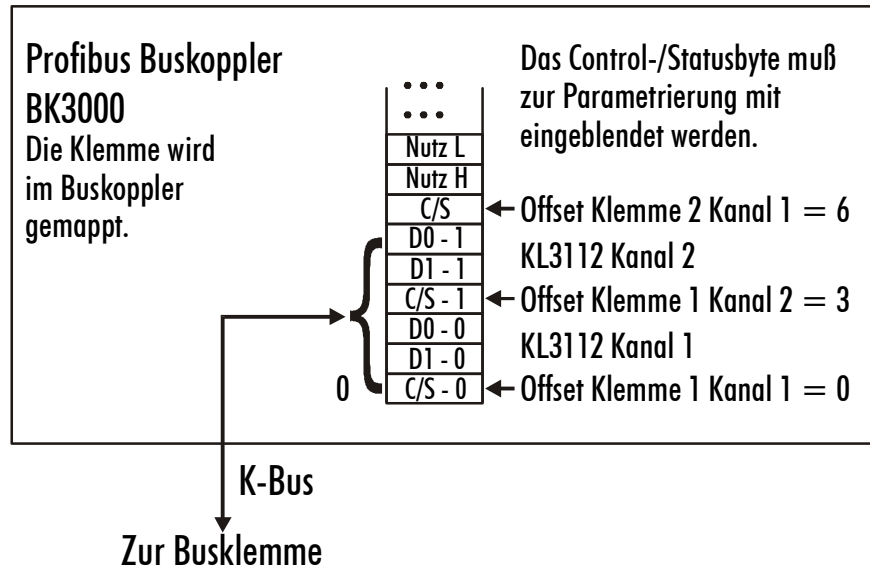 Profibus Buskoppler
BK3000
Die Klemme wird
im Buskoppler
gemappt.
Das Control-/Statusbyte muß
zur Parametrierung mit
eingeblendet werden.
Nutz L
Nutz H
C/S
D0 - 1
D1 - 1
C/S - 1
D0 - 0
D1 - 0
C/S - 0
0
Offset Klemme 2 Kanal 1 = 6
KL3112 Kanal 2
Offset Klemme 1 Kanal 2 = 3
KL3112 Kanal 1
Offset Klemme 1 Kanal 1 = 0
K-Bus
Zur Busklemme